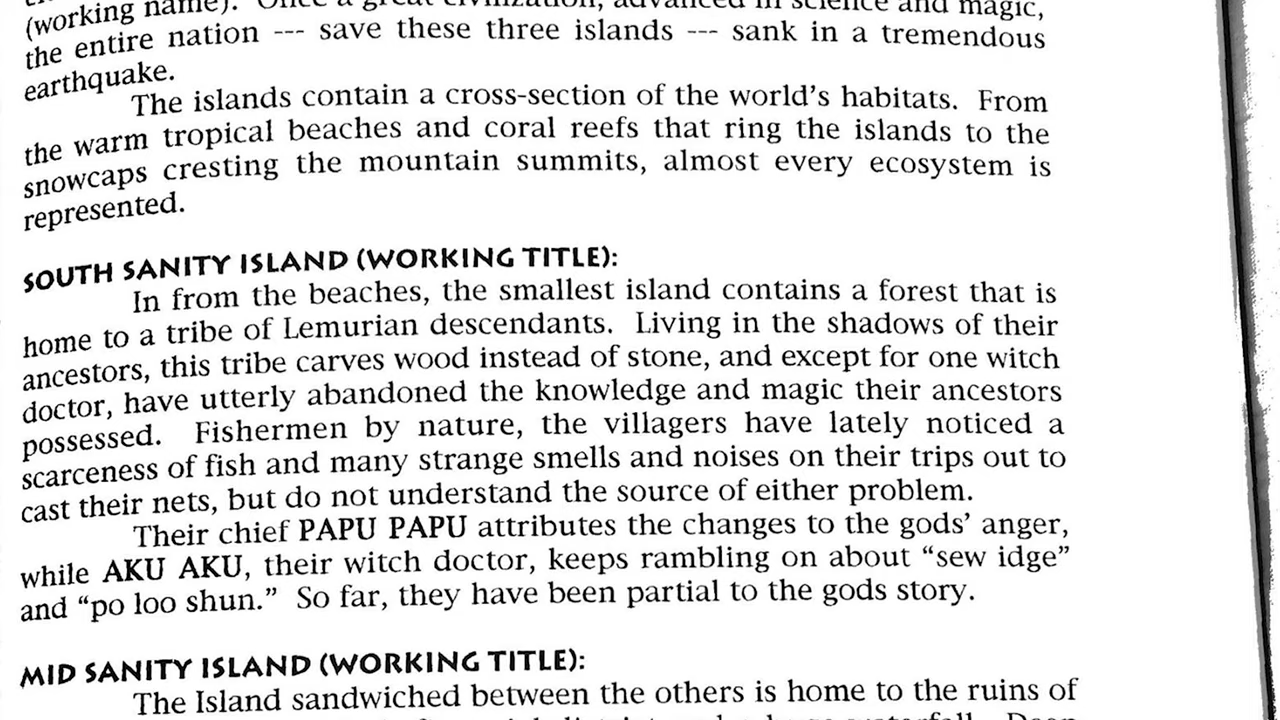 (working name). Once a great civilization, advanced in science and magic,
the entire nation --- save these three islands --- sank in a tremendous
earthquake.
The islands contain a cross-section of the world's habitats. From
the warm tropical beaches and coral reefs that ring the islands to the
snowcaps cresting the mountain summits, almost every ecosystem is
represented.
SOUTH SANITY ISLAND (WORKING TITLE):
In from the beaches, the smallest island contains a forest that is
home to a tribe of Lemurian descendants. Living in the shadows of their
ancestors, this tribe carves wood instead of stone, and except for one witch
doctor, have utterly abandoned the knowledge and magic their ancestors
possessed. Fishermen by nature, the villagers have lately noticed a
scarceness of fish and many strange smells and noises on their trips out to
cast their nets, but do not understand the source of either problem.
Their chief PAPU PAPU attributes the changes to the gods' anger,
while AKU AKU, their witch doctor, keeps rambling on about “sew idge”
and “po loo shun.” So far, they have been partial to the gods story.
MID SANITY ISLAND (WORKING TITLE):
The Island sandwiched between the others is home to the ruins of